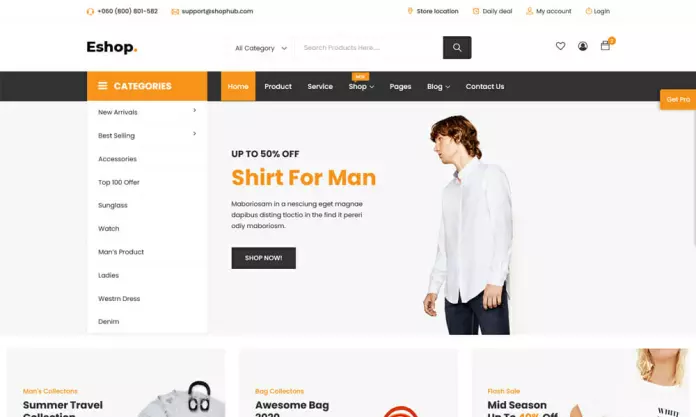 +060 (800) 801-582 support@shophub.com Store location Daily deal My account Login
Eshop. All Category Search Products Here..... 2
CATEGORIES Home Product Service Shop NEW Pages Blog Contact Us
Get Pro
New Arrivals
Best Selling
Accessories
Top 100 Offer
Sunglass
Watch
Man's Product
Ladies
Westrn Dress
Denim
UP TO 50% OFF
Shirt For Man
Maboriosam in a nesciung eget magnae
dapibus disting tloctio in the find it pereri
odiy maboriosm.
SHOP NOW!
Man's Collectons
Summer Travel
Collection
Bag Collectons
Awesome Bag
2020
Flash Sale
Mid Season
Up To 40% Off